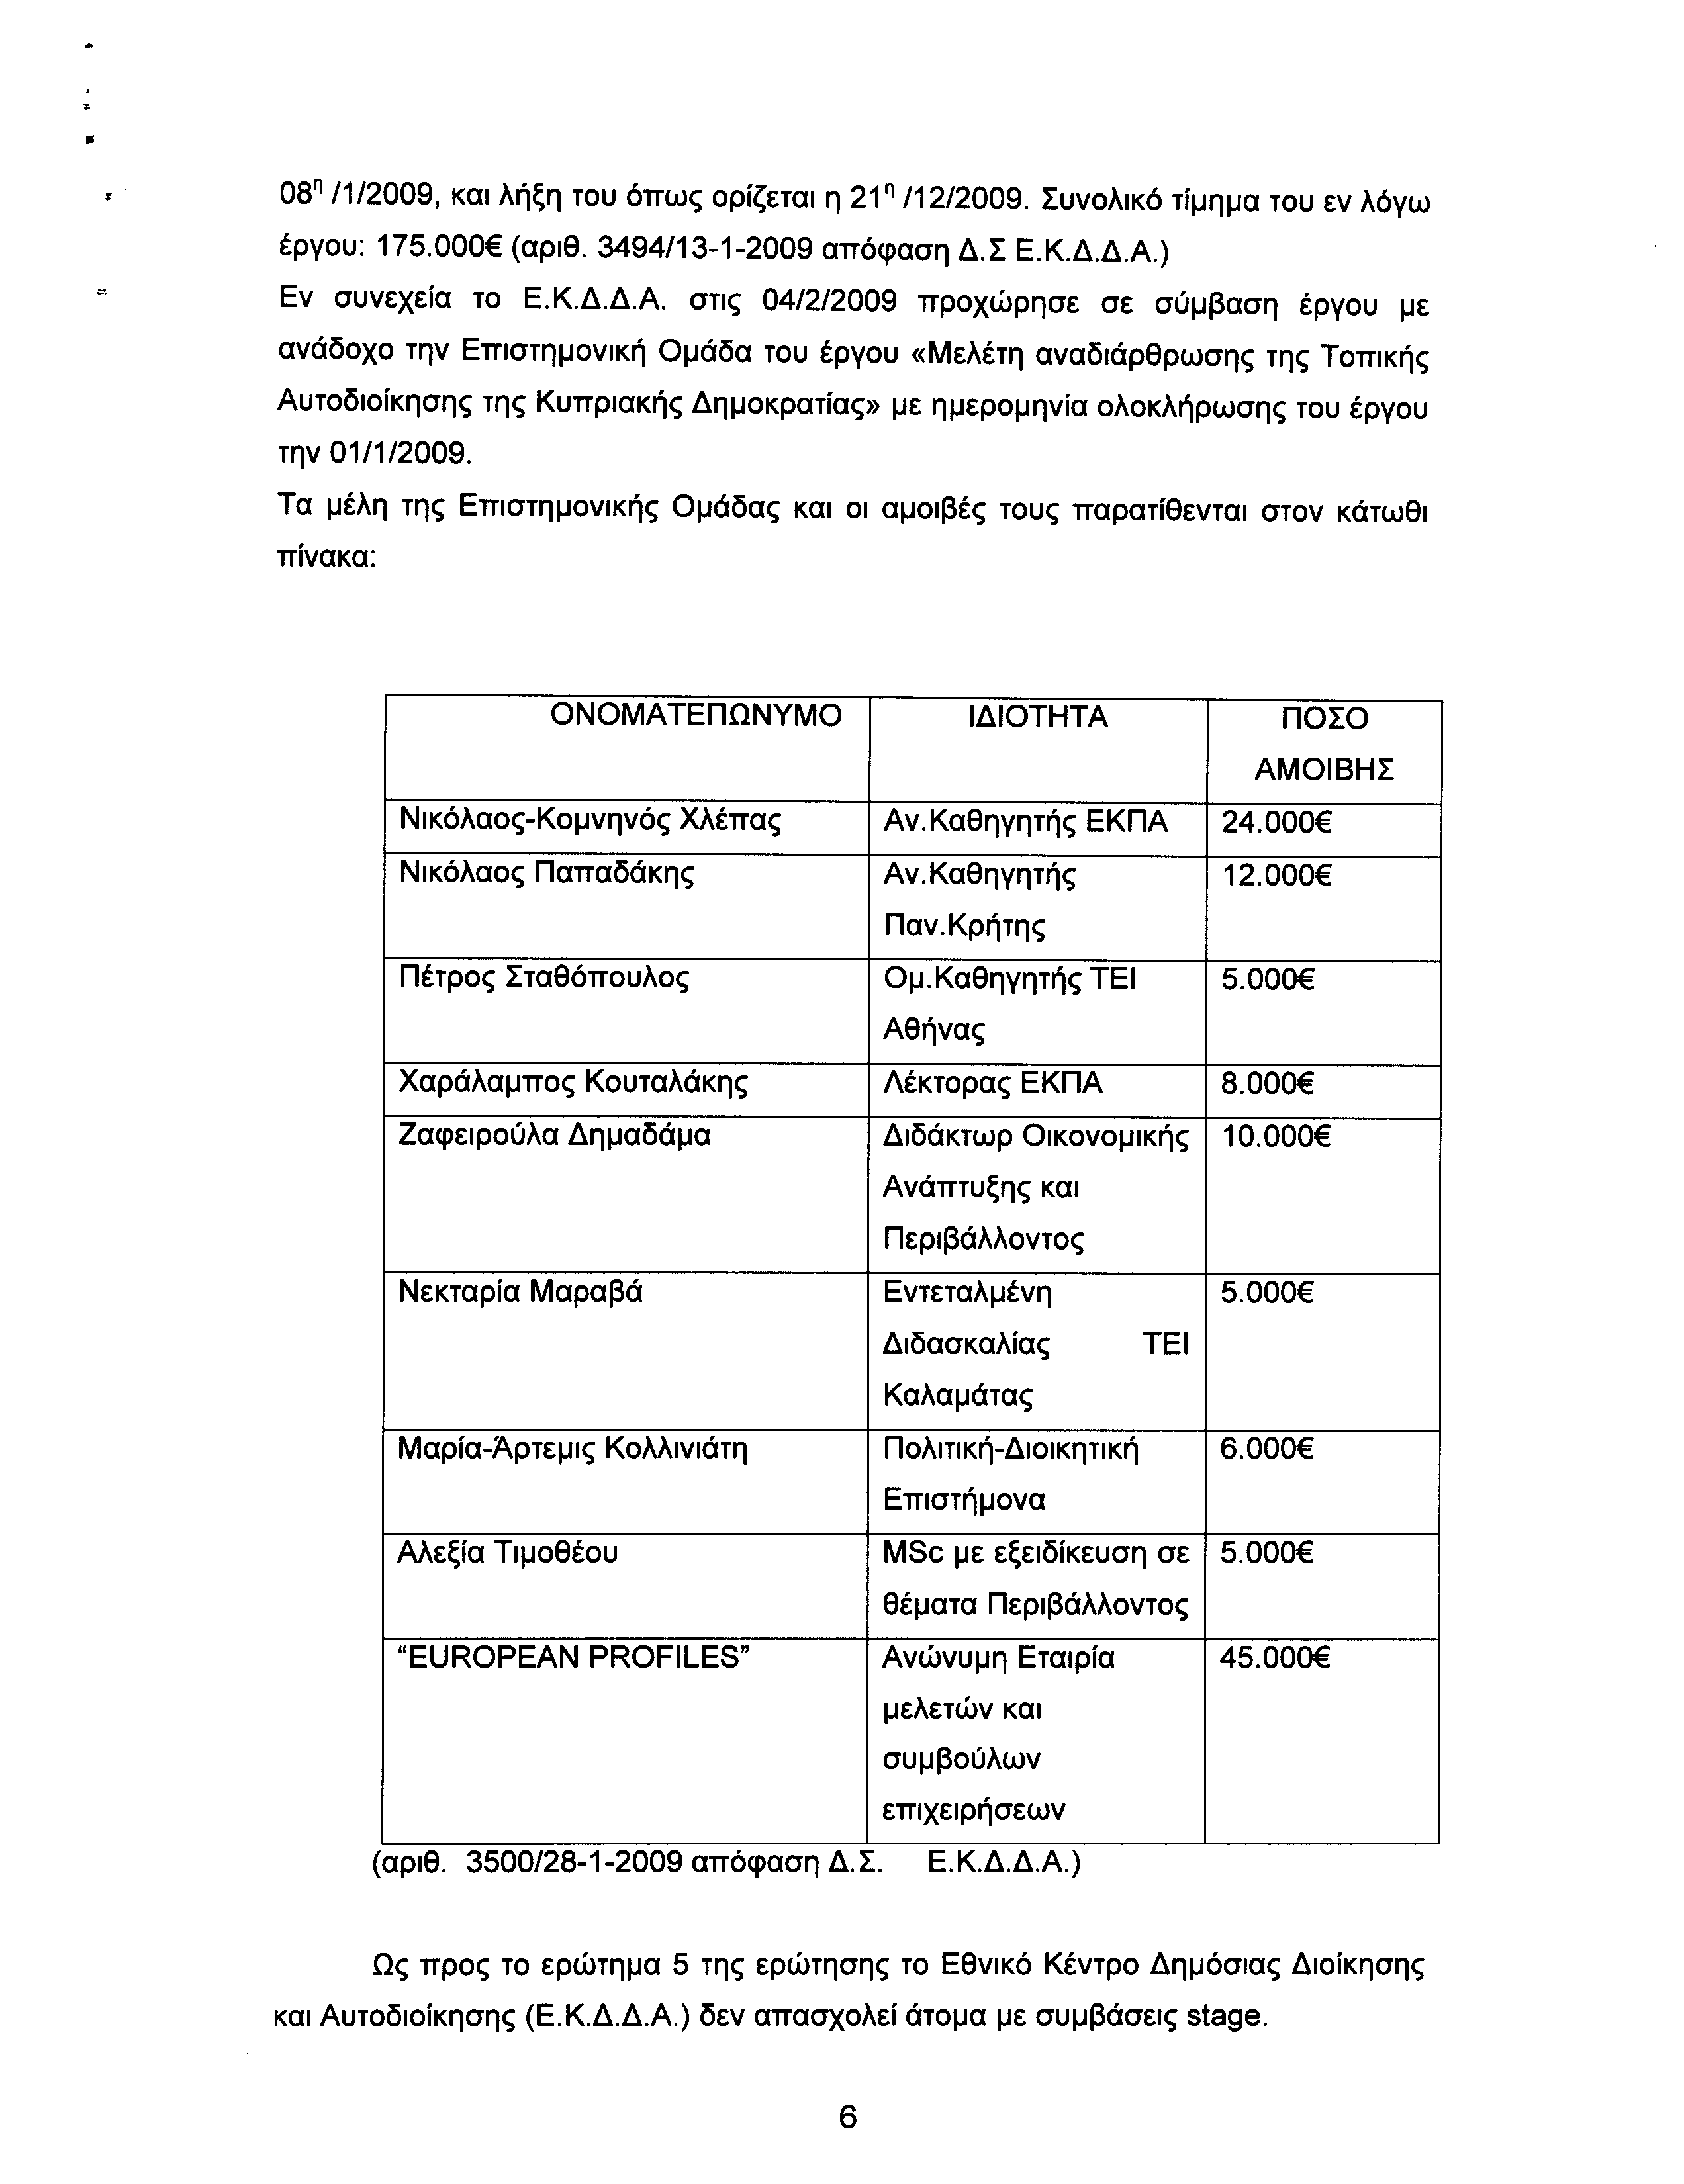 08η /1/2009, και λήξη του όπως ορίζεται η 21η /12/2009. Συνολικό τίμημα του εν λόγω
έργου: 175.000€ (αριθ. 3494/13-1-2009 απόφαση Δ.Σ Ε.Κ.Δ.Δ.Α.)
Εν συνεχεία το Ε.Κ.Δ.Δ.Α. στις 04/2/2009 προχώρησε σε σύμβαση έργου με
ανάδοχο την Επιστημονική Ομάδα του έργου «Μελέτη αναδιάρθρωσης της Τοπικής
Αυτοδιοίκησης της Κυπριακής Δημοκρατίας» με ημερομηνία ολοκλήρωσης του έργου
την 01/1/2009.
Τα μέλη της Επιστημονικής Ομάδας και οι αμοιβές τους παρατίθενται στον κάτωθι
πίνακα:
ΟΝΟΜΑΤΕΠΩΝΥΜΟ ΙΔΙΟΤΗΤΑ ΠΟΣΟ
ΑΜΟΙΒΗΣ
Νικόλαος-Κομνηνός Χλέπας Αν.Καθηγητής ΕΚΠΑ 24.000€
Νικόλαος Παπαδάκης Αν.Καθηγητής 12.000€
Παν.Κρήτης
Πέτρος Σταθόπουλος Ομ.Καθηγητής ΤΕΙ 5.000€
Αθήνας
Χαράλαμπος Κουταλάκης Λέκτορας ΕΚΠΑ 8.000€
Ζαφειρούλα Δημαδάμα Διδάκτωρ Οικονομικής 10.000€
Ανάπτυξης και
Περιβάλλοντος
Νεκταρία Μαραβά Εντεταλμένη 5.000€
Διδασκαλίας ΤΕΙ
Καλαμάτας
Μαρία-Άρτεμις Κολλινιάτη Πολιτική-Διοικητική 6.000€
Επιστήμονα
Αλεξία Τιμοθέου MSc με εξειδίκευση σε 5.000€
θέματα Περιβάλλοντος
“EUROPEAN PROFILES” Ανώνυμη Εταιρία 45.000€
μελετών και
συμβούλων
επιχειρήσεων
(αριθ. 3500/28-1-2009 απόφαση Δ.Σ. Ε.Κ.Δ.Δ.Α.)
Ως προς το ερώτημα 5 της ερώτησης το Εθνικό Κέντρο Δημόσιας Διοίκησης
και Αυτοδιοίκησης (Ε.Κ.Δ.Δ.Α.) δεν απασχολεί άτομα με συμβάσεις stage.
6